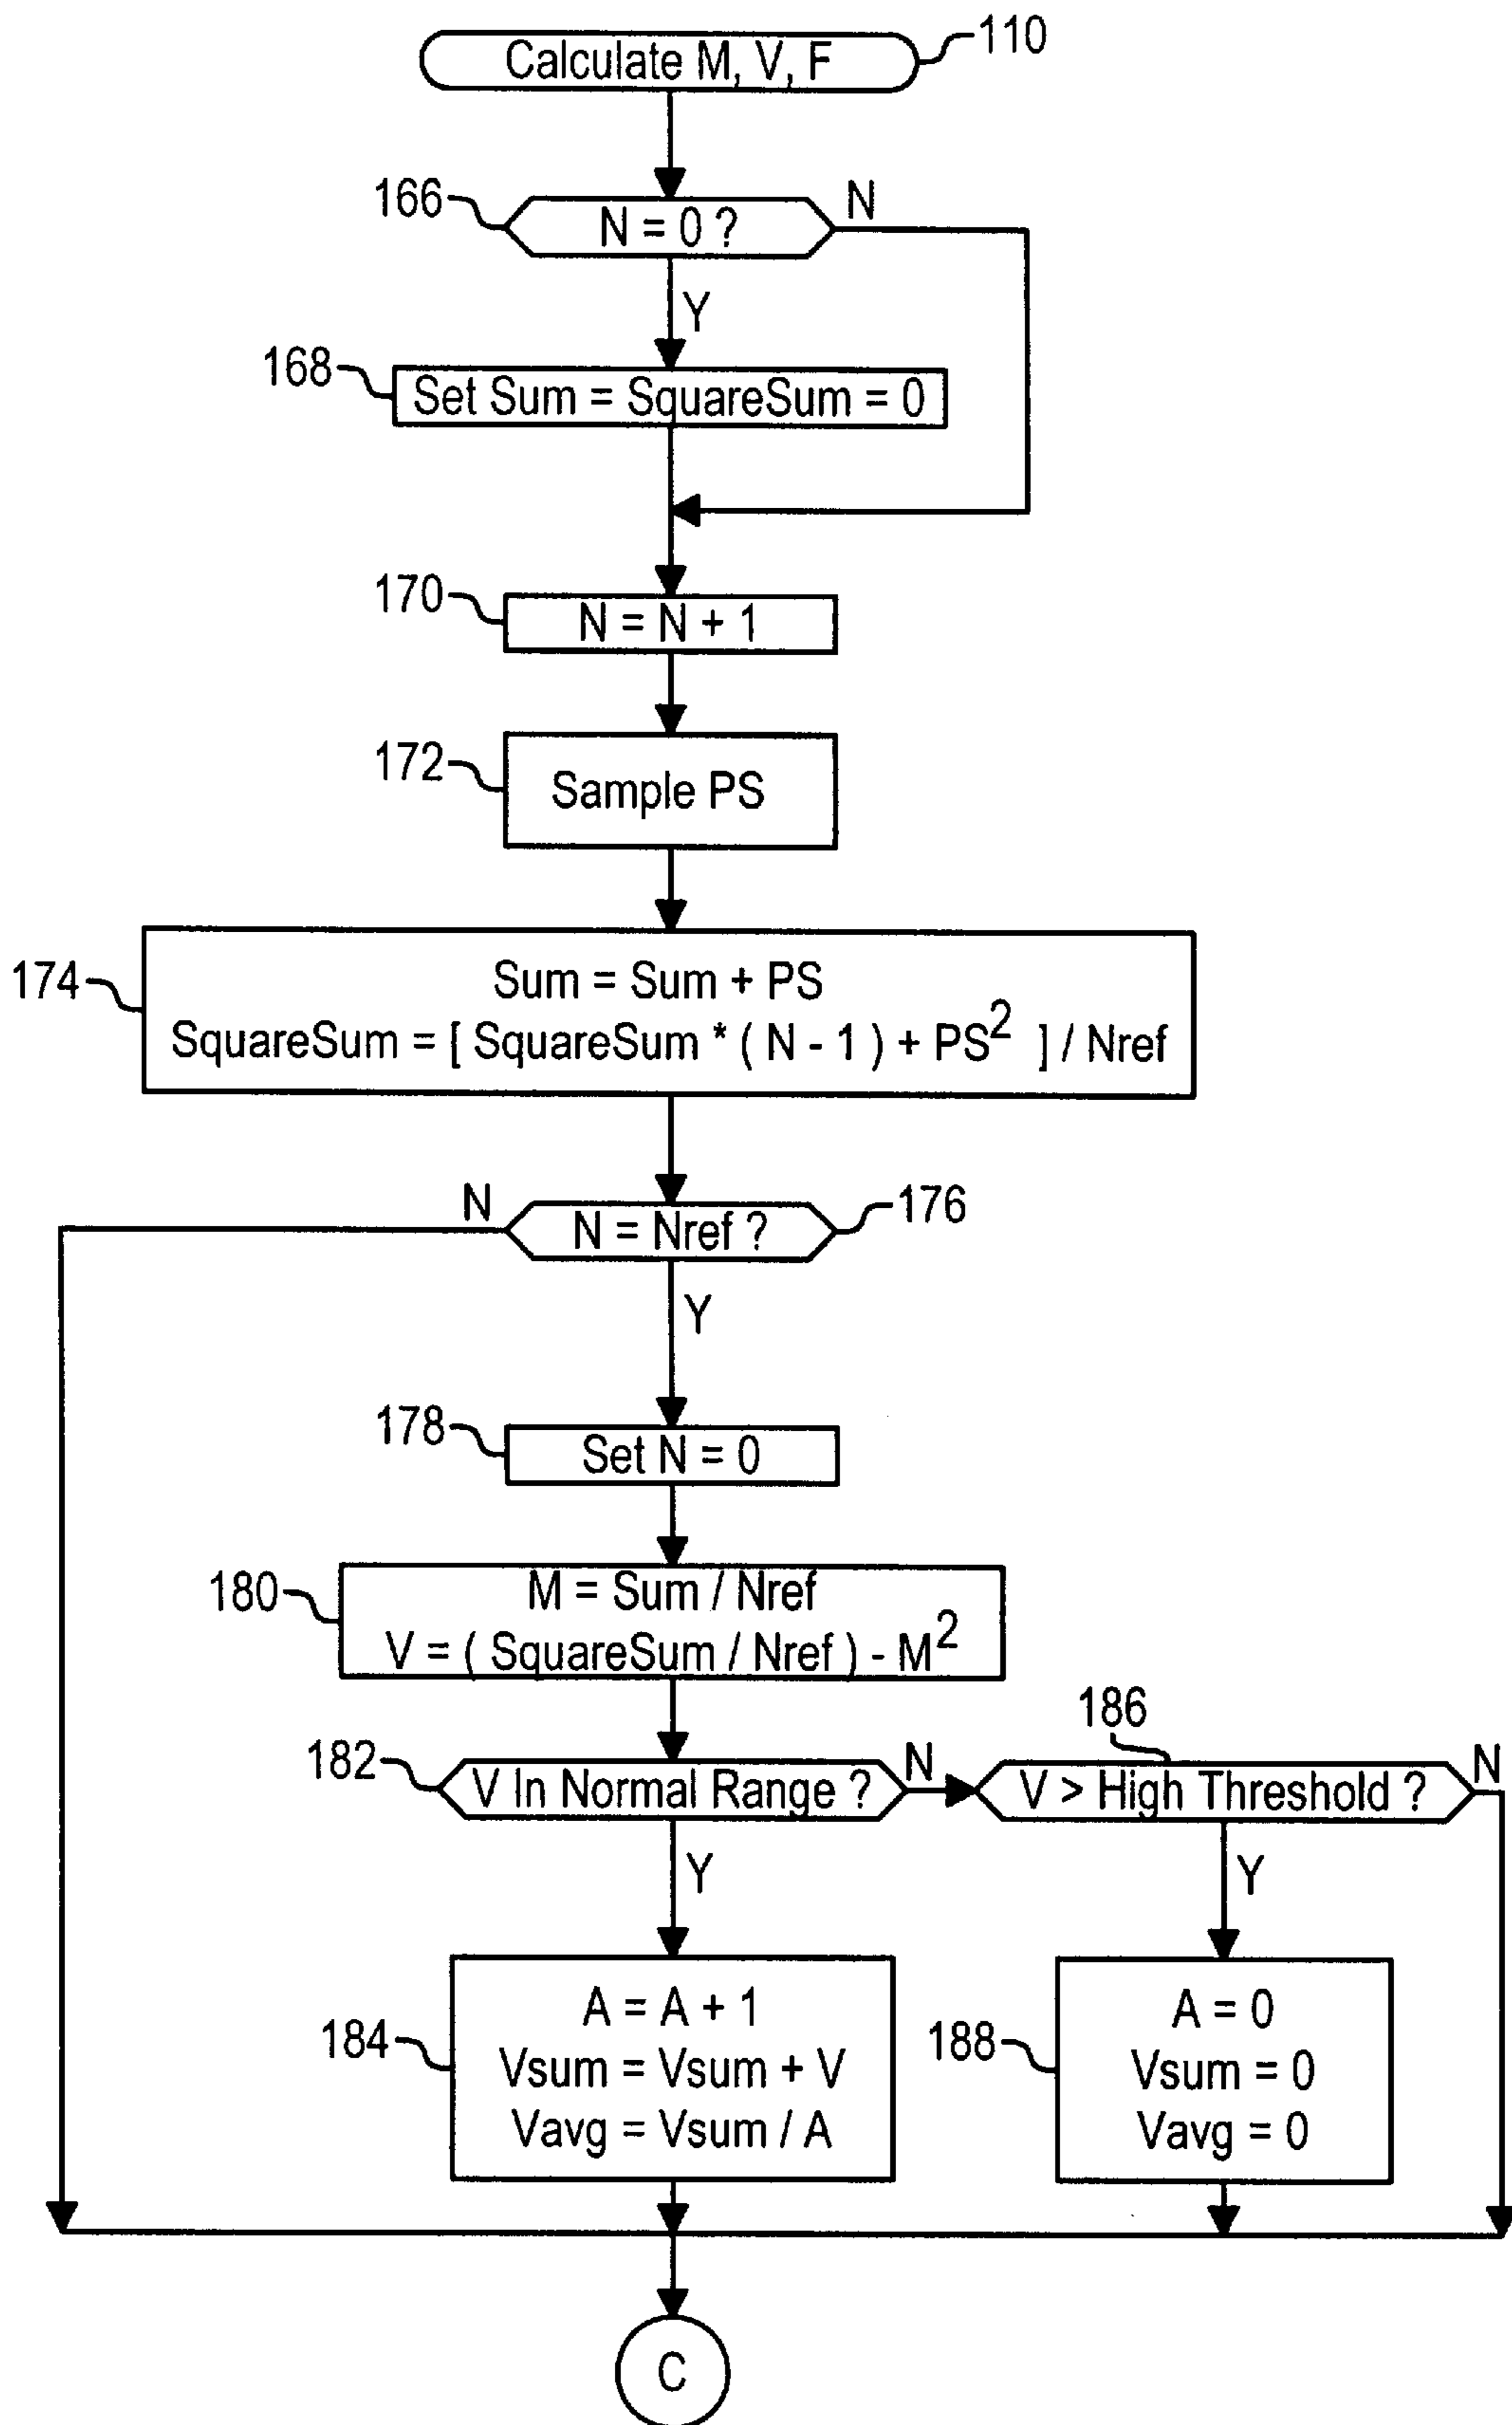 Calculate M, V, F
110
166
N = 0 ?
N
Y
168
Set Sum = SquareSum = 0
170
N = N + 1
172
Sample PS
174
Sum = Sum + PS
SquareSum = [ SquareSum * ( N - 1 ) + PS² ] / Nref
N
N = Nref ?
176
Y
178
Set N = 0
180
M = Sum / Nref
V = ( SquareSum / Nref ) - M²
182
V In Normal Range ?
N
186
V > High Threshold ?
N
Y
Y
184
A = A + 1
Vsum = Vsum + V
Vavg = Vsum / A
188
A = 0
Vsum = 0
Vavg = 0
C